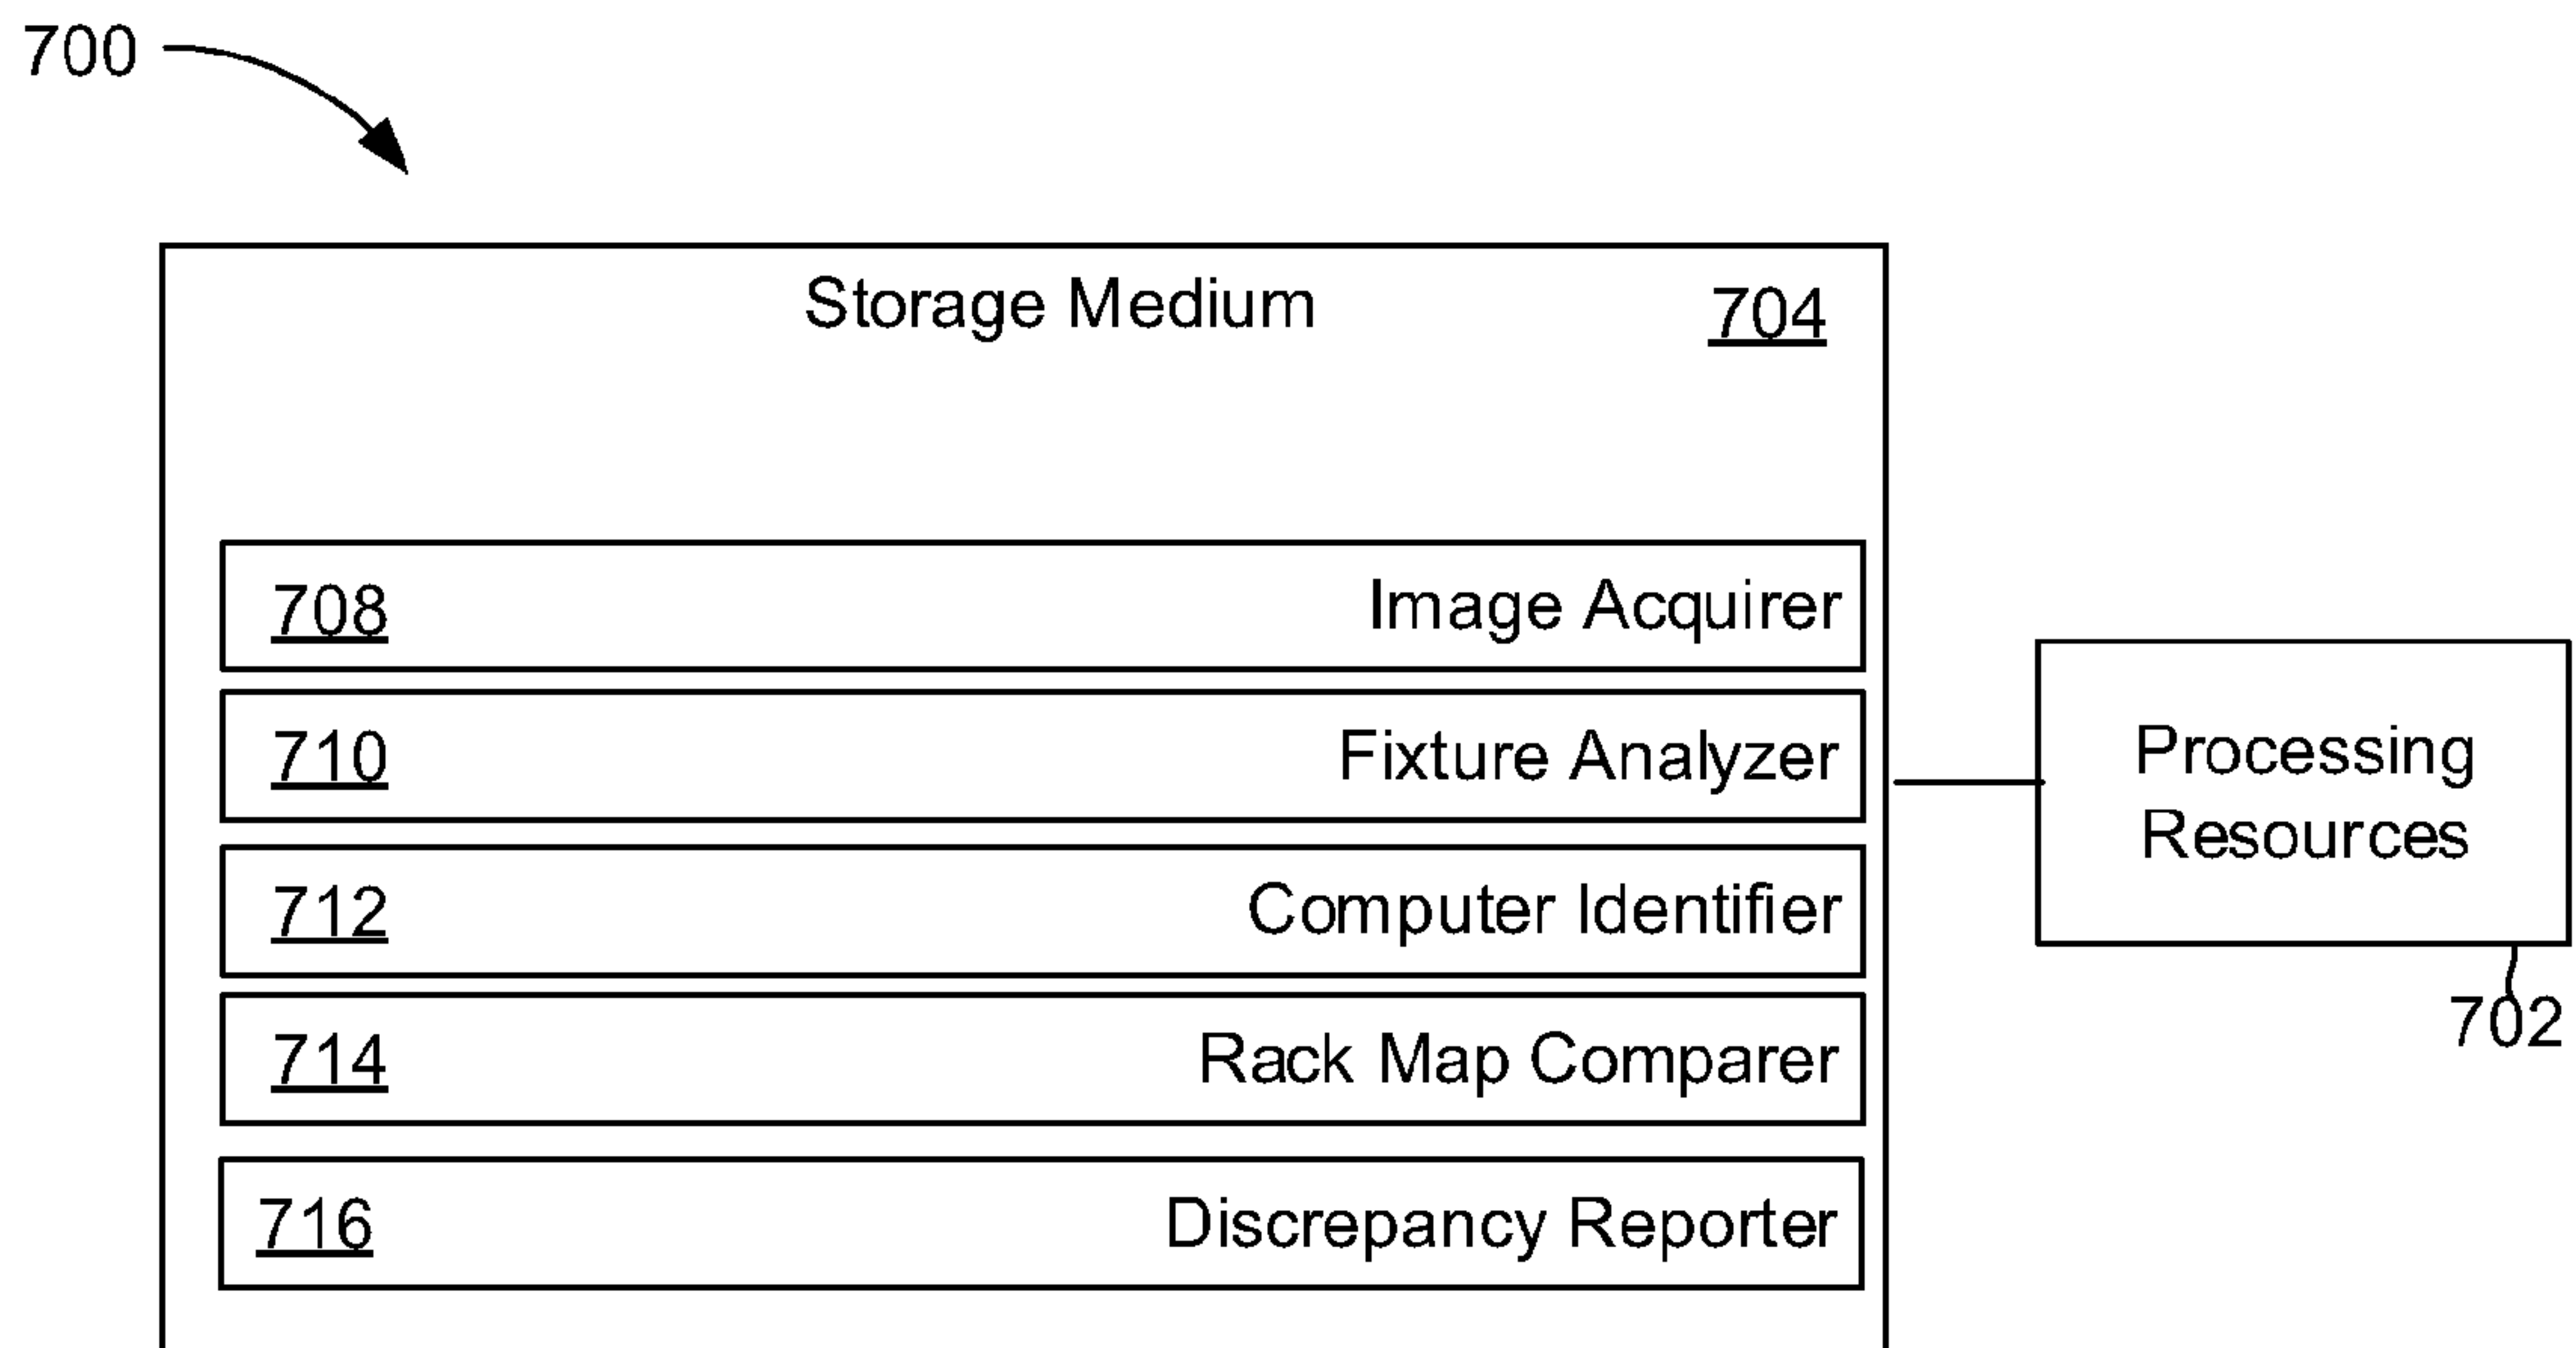 700
Storage Medium 704
708 Image Acquirer
710 Fixture Analyzer
712 Computer Identifier
714 Rack Map Comparer
716 Discrepancy Reporter
Processing
Resources
702